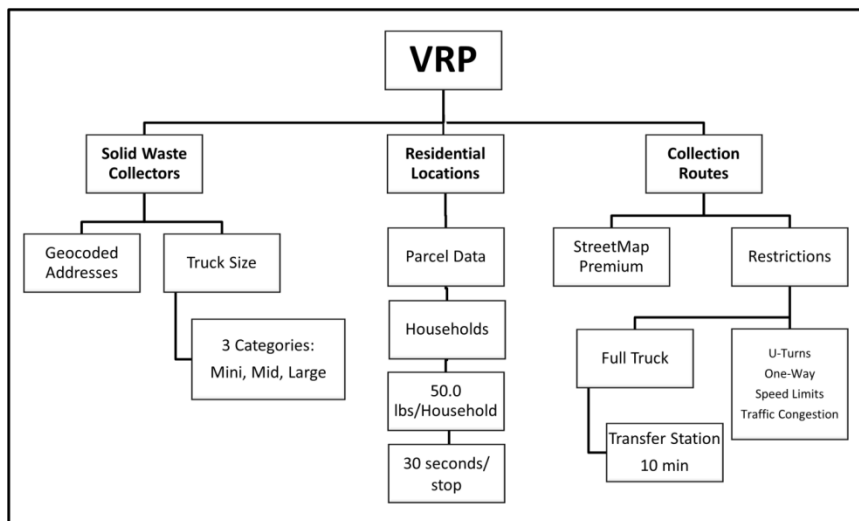 VRP
Solid Waste
Collectors
Residential
Locations
Collection
Routes
Geocoded
Addresses
Truck Size
Parcel Data
StreetMap
Premium
Restrictions
3 Categories:
Mini, Mid, Large
Households
Full Truck
U-Turns
One-Way
Speed Limits
Traffic Congestion
50.0
lbs/Household
Transfer Station
10 min
30 seconds/
stop